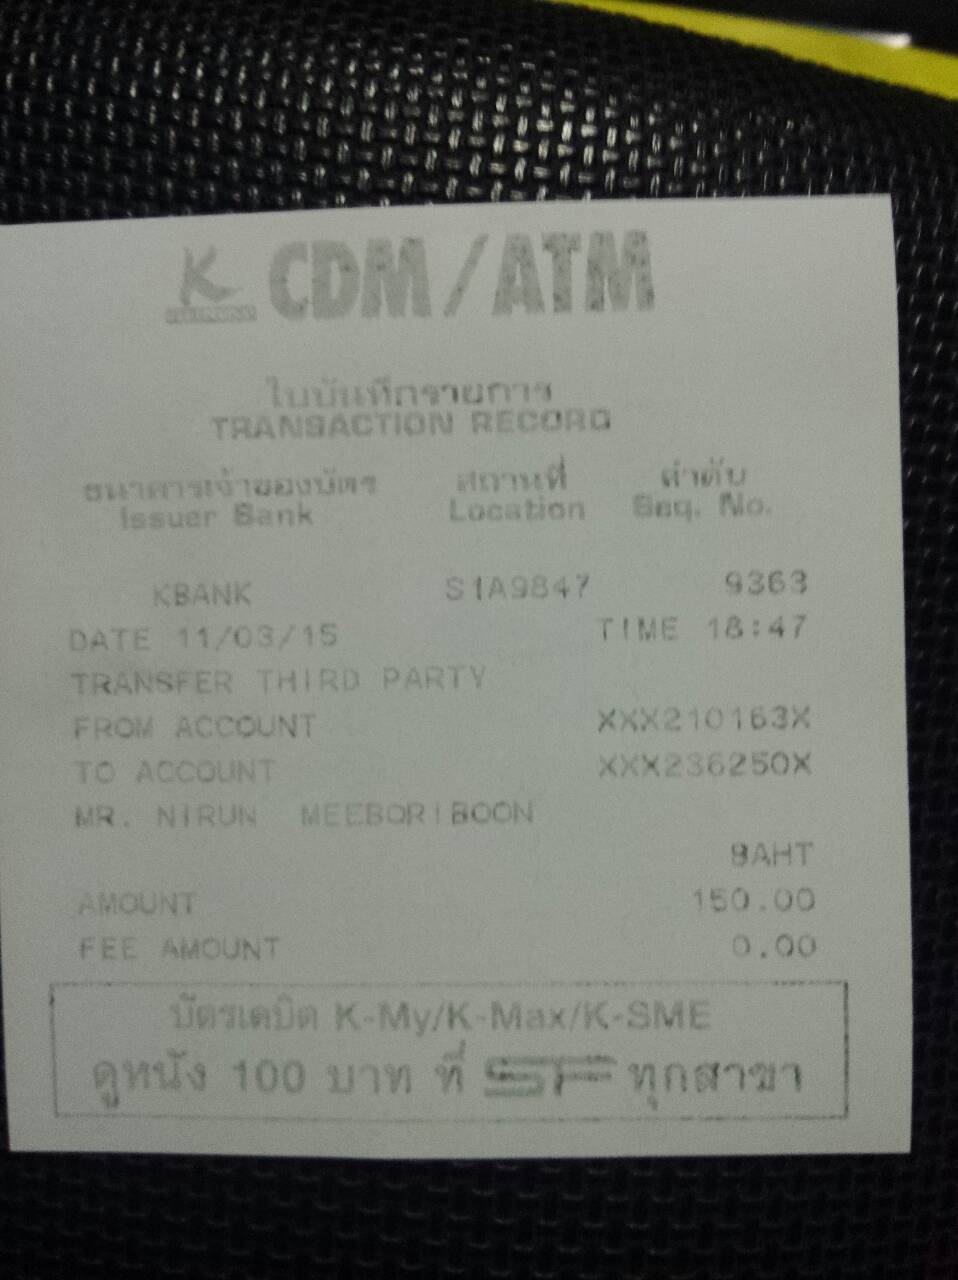 K CDM/ATM
ใบบันทึกรายการ
TRANSACTION RECORD
ธนาคารเจ้าของบัตร สถานที่ ลำดับ
Issuer Bank Location Seq. No.
KBANK S1A9847 9363
DATE 11/03/15 TIME 18:47
TRANSFER THIRD PARTY
FROM ACCOUNT XXX210163X
TO ACCOUNT XXX236250X
MR. NIRUN MEEBORIBOON
BAHT
AMOUNT 150.00
FEE AMOUNT 0.00
บัตรเดบิต K-My/K-Max/K-SME
ดูหนัง 100 บาท ที่ SF ทุกสาขา